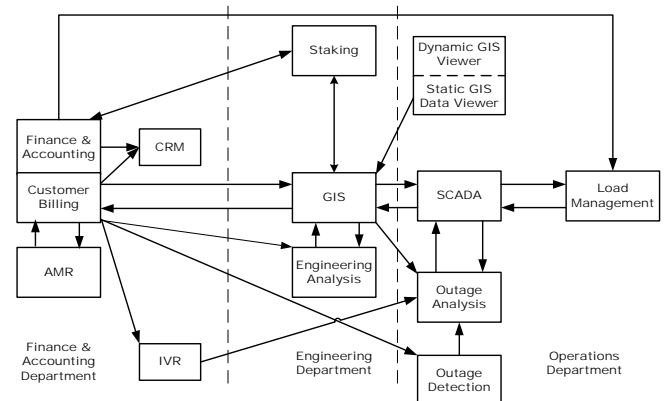 Staking
Dynamic GIS
Viewer
Static GIS
Data Viewer
Finance &
Accounting
CRM
Customer
Billing
GIS
SCADA
Load
Management
AMR
Engineering
Analysis
Outage
Analysis
Finance &
Accounting
Department
IVR
Engineering
Department
Outage
Detection
Operations
Department